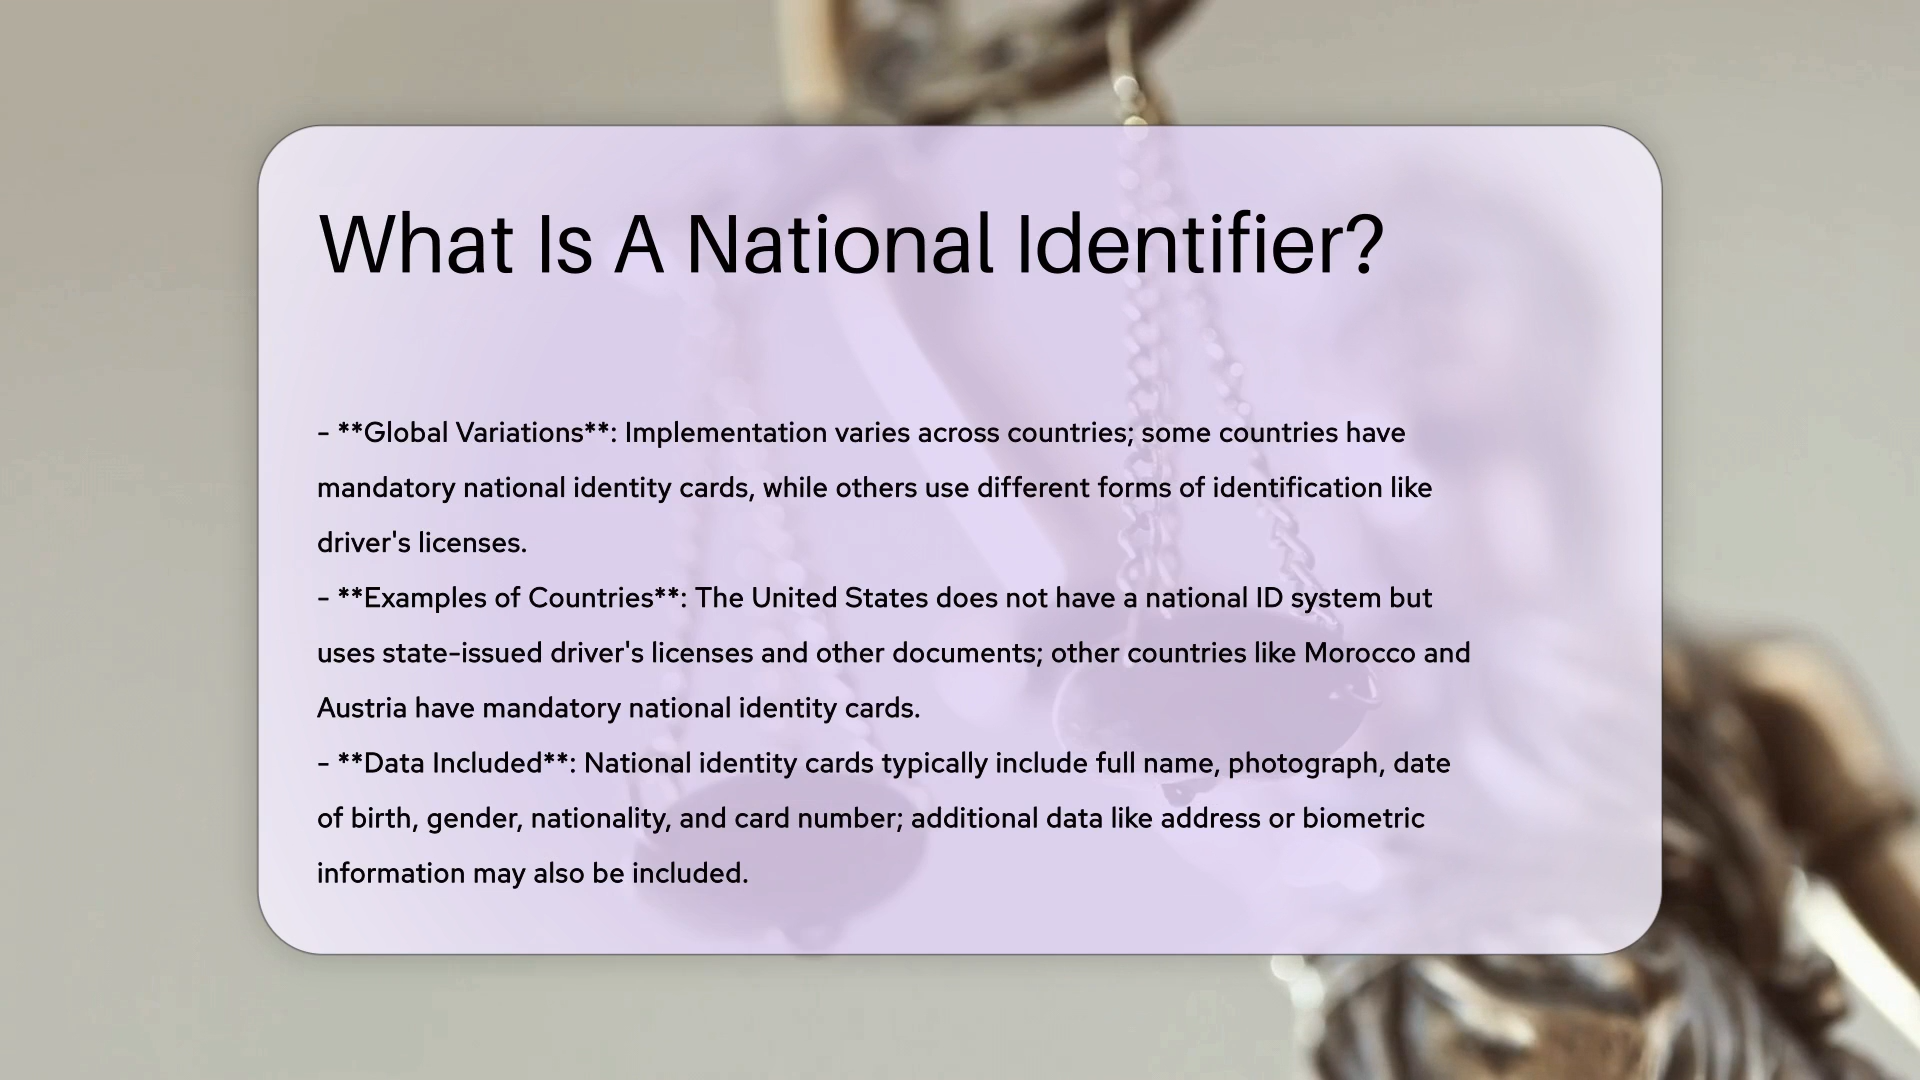 What Is A National Identifier?
- **Global Variations**: Implementation varies across countries; some countries have
mandatory national identity cards, while others use different forms of identification like
driver's licenses.
- **Examples of Countries**: The United States does not have a national ID system but
uses state-issued driver's licenses and other documents; other countries like Morocco and
Austria have mandatory national identity cards.
- **Data Included**: National identity cards typically include full name, photograph, date
of birth, gender, nationality, and card number; additional data like address or biometric
information may also be included.